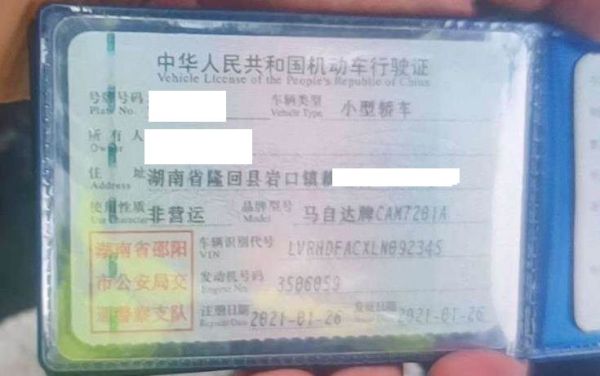 中华人民共和国机动车行驶证
Vehicle License of the People's Republic of China
号牌号码 车辆类型 小型轿车
Plate No. Vehicle Type
所有人
Owner
住址 湖南省隆回县岩口镇
Address
使用性质 非营运 品牌型号 马自达牌CAM7201A
Use Character Model
湖南省邵阳 车辆识别代号 LVRHDFACXLN092345
VIN
市公安局交 发动机号码 3506059
Engine No.
通警察支队 注册日期 2021-01-26 发证日期 2021-01-26
Register Date Issue Date